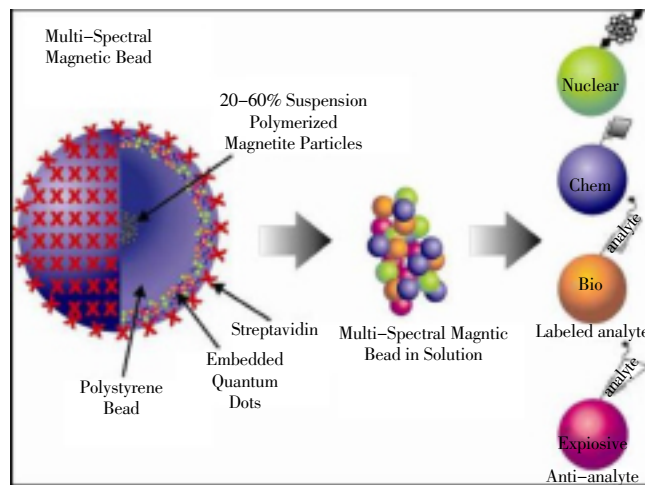 Multi-Spectral
Magnetic Bead
20-60% Suspension
Polymerized
Magnetite Particles
Streptavidin
Embedded
Quantum
Dots
Polystyrene
Bead
Multi-Spectral Magntic
Bead in Solution
Nuclear
Chem
analyte
Bio
Labeled analyte
analyte
Expiosive
Anti-analyte